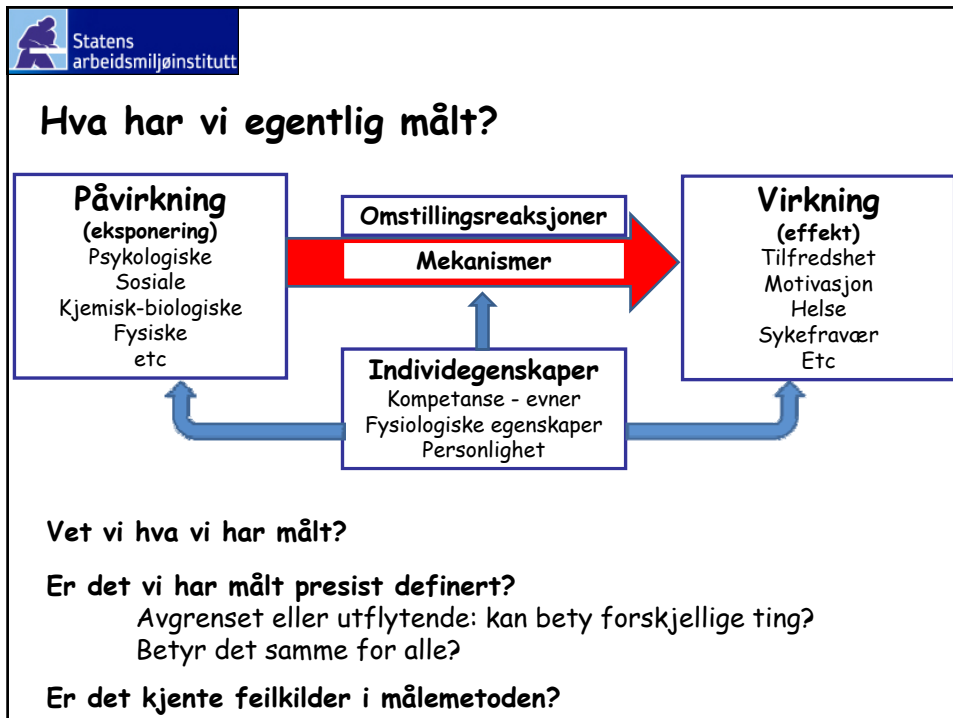 Statens
arbeidsmiljøinstitutt
Hva har vi egentlig målt?
Påvirkning
(eksponering)
Psykologiske
Sosiale
Kjemisk-biologiske
Fysiske
etc
Omstillingsreaksjoner
Mekanismer
Individegenskaper
Kompetanse - evner
Fysiologiske egenskaper
Personlighet
Virkning
(effekt)
Tilfredshet
Motivasjon
Helse
Sykefravær
Etc
Vet vi hva vi har målt?
Er det vi har målt presist definert?
Avgrenset eller utflytende: kan bety forskjellige ting?
Betyr det samme for alle?
Er det kjente feilkilder i målemetoden?